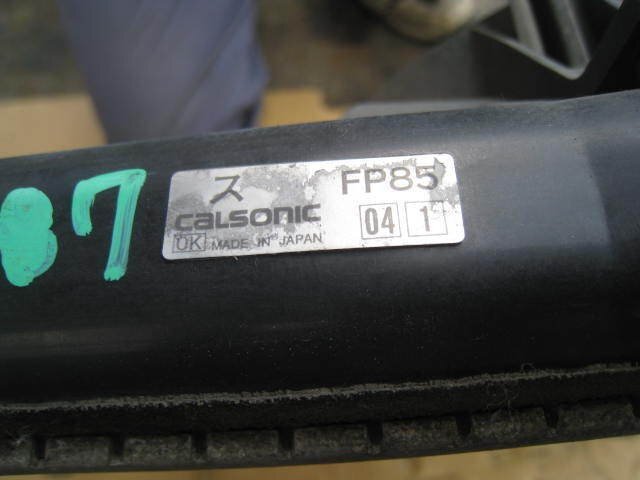 87
ス FP85
calsonic 04 1
OK MADE IN JAPAN